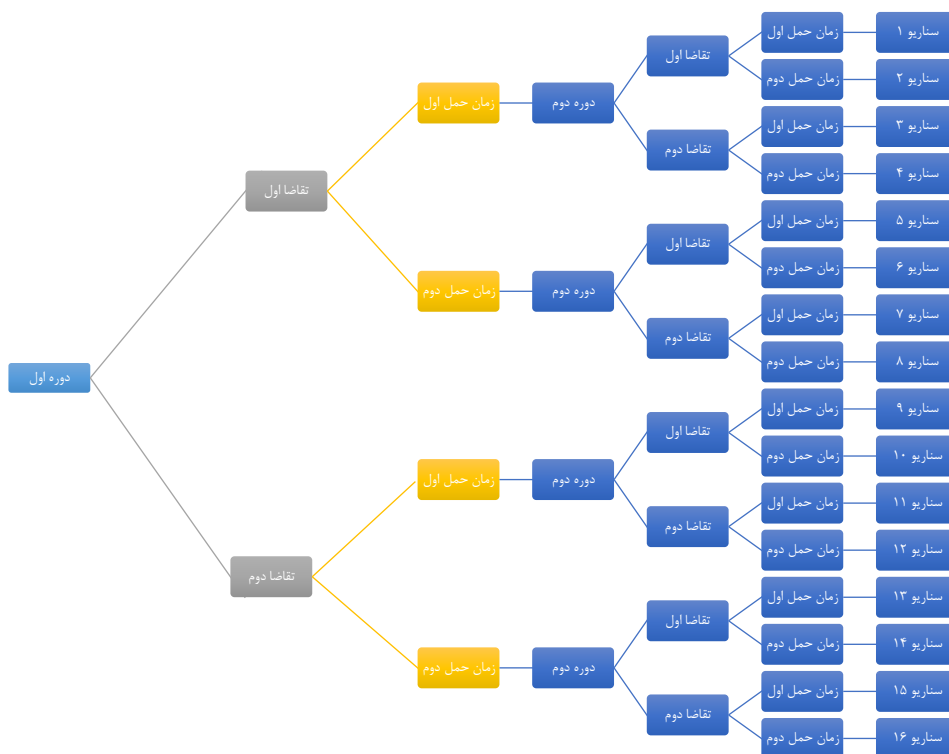 دوره اول
تقاضا اول
تقاضا دوم
زمان حمل اول
زمان حمل دوم
زمان حمل اول
زمان حمل دوم
دوره دوم
دوره دوم
دوره دوم
دوره دوم
تقاضا اول
تقاضا دوم
تقاضا اول
تقاضا دوم
تقاضا اول
تقاضا دوم
تقاضا اول
تقاضا دوم
زمان حمل اول
زمان حمل دوم
زمان حمل اول
زمان حمل دوم
زمان حمل اول
زمان حمل دوم
زمان حمل اول
زمان حمل دوم
زمان حمل اول
زمان حمل دوم
زمان حمل اول
زمان حمل دوم
زمان حمل اول
زمان حمل دوم
زمان حمل اول
زمان حمل دوم
سناریو ۱
سناریو ۲
سناریو ۳
سناریو ۴
سناریو ۵
سناریو ۶
سناریو ۷
سناریو ۸
سناریو ۹
سناریو ۱۰
سناریو ۱۱
سناریو ۱۲
سناریو ۱۳
سناریو ۱۴
سناریو ۱۵
سناریو ۱۶